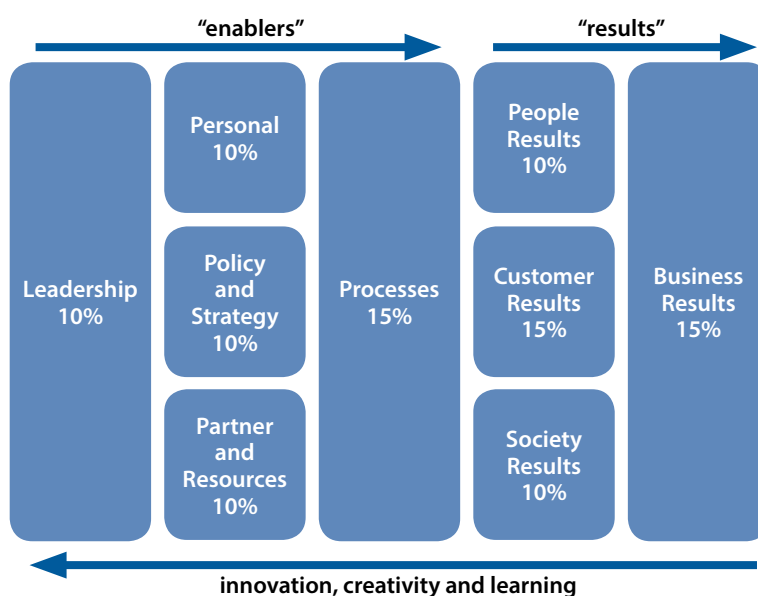 “enablers”
“results”
Leadership
10%
Personal
10%
Policy
and
Strategy
10%
Partner
and
Resources
10%
Processes
15%
People
Results
10%
Customer
Results
15%
Society
Results
10%
Business
Results
15%
innovation, creativity and learning